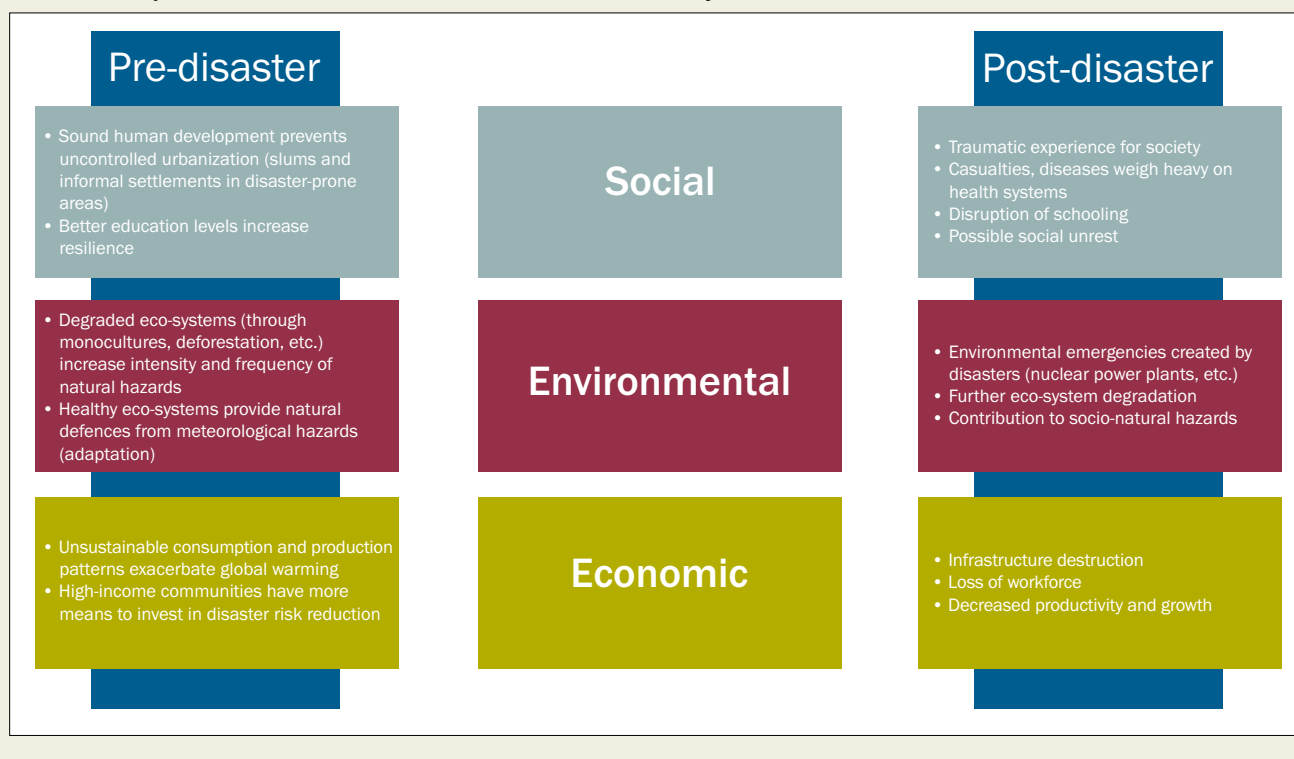 Pre-disaster
Post-disaster
• Sound human development prevents
uncontrolled urbanization (slums and
informal settlements in disaster-prone
areas)
• Better education levels increase
resilience
Social
• Traumatic experience for society
• Casualties, diseases weigh heavy on
health systems
• Disruption of schooling
• Possible social unrest
• Degraded eco-systems (through
monocultures, deforestation, etc.)
increase intensity and frequency of
natural hazards
• Healthy eco-systems provide natural
defences from meteorological hazards
(adaptation)
Environmental
• Environmental emergencies created by
disasters (nuclear power plants, etc.)
• Further eco-system degradation
• Contribution to socio-natural hazards
• Unsustainable consumption and production
patterns exacerbate global warming
• High-income communities have more
means to invest in disaster risk reduction
Economic
• Infrastructure destruction
• Loss of workforce
• Decreased productivity and growth